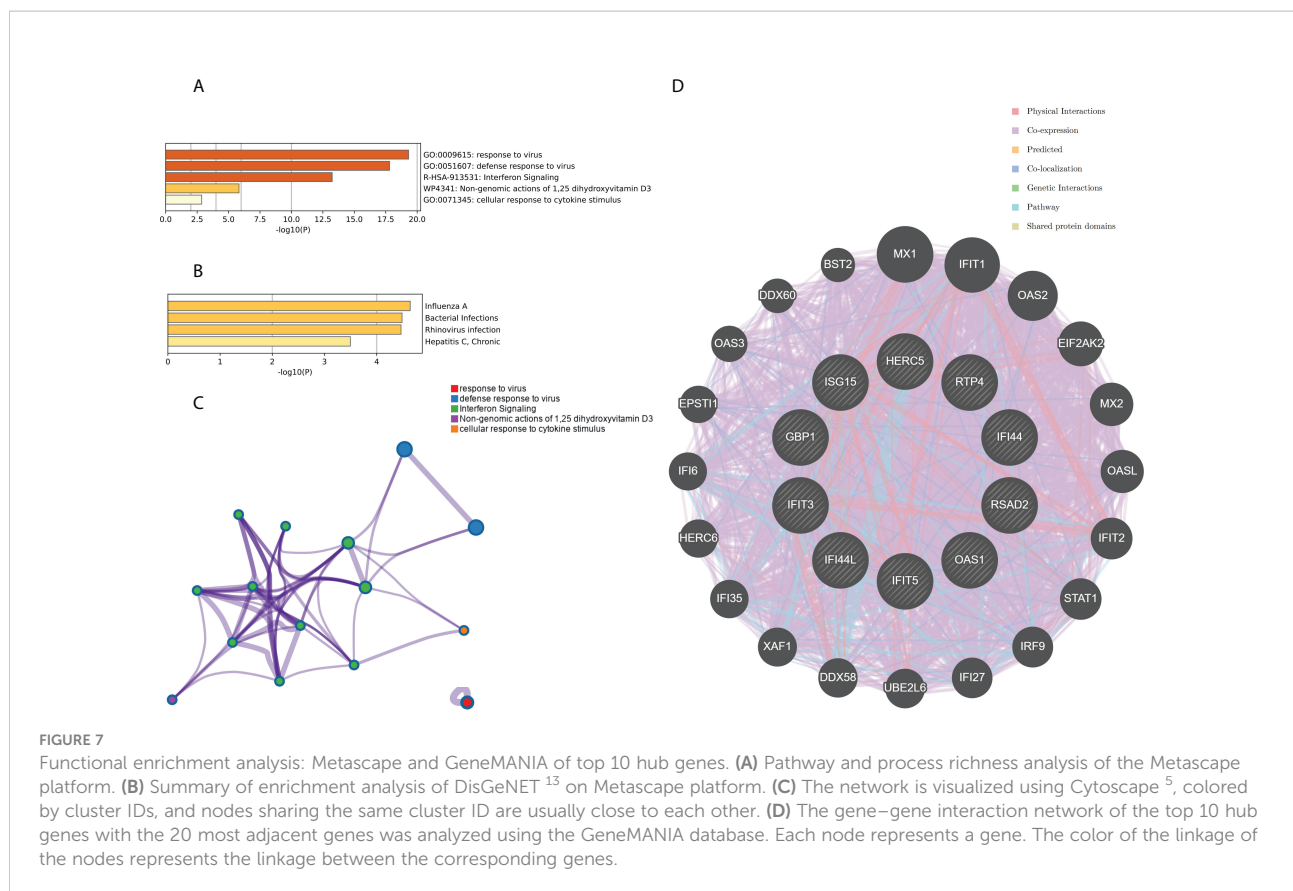 A
GO:0009615: response to virus
GO:0051607: defense response to virus
R-HSA-913531: Interferon Signaling
WP4341: Non-genomic actions of 1,25 dihydroxyvitamin D3
GO:0071345: cellular response to cytokine stimulus
0.0 2.5 5.0 7.5 10.0 12.5 15.0 17.5 20.0
-log10(P)
B
Influenza A
Bacterial Infections
Rhinovirus infection
Hepatitis C, Chronic
0 1 2 3 4
-log10(P)
C
response to virus
defense response to virus
Interferon Signaling
Non-genomic actions of 1,25 dihydroxyvitamin D3
cellular response to cytokine stimulus
D
Physical Interactions
Co-expression
Predicted
Co-localization
Genetic Interactions
Pathway
Shared protein domains
MX1
IFIT1
OAS2
EIF2AK2
MX2
OASL
IFIT2
STAT1
IRF9
IFI27
UBE2L6
DDX58
XAF1
IFI35
HERC6
IFI6
EPSTI1
OAS3
DDX60
BST2
HERC5
RTP4
IFI44
RSAD2
OAS1
IFIT5
IFI44L
IFIT3
GBP1
ISG15
FIGURE 7
Functional enrichment analysis: Metascape and GeneMANIA of top 10 hub genes. (A) Pathway and process richness analysis of the Metascape
platform. (B) Summary of enrichment analysis of DisGeNET 13 on Metascape platform. (C) The network is visualized using Cytoscape 5, colored
by cluster IDs, and nodes sharing the same cluster ID are usually close to each other. (D) The gene–gene interaction network of the top 10 hub
genes with the 20 most adjacent genes was analyzed using the GeneMANIA database. Each node represents a gene. The color of the linkage of
the nodes represents the linkage between the corresponding genes.